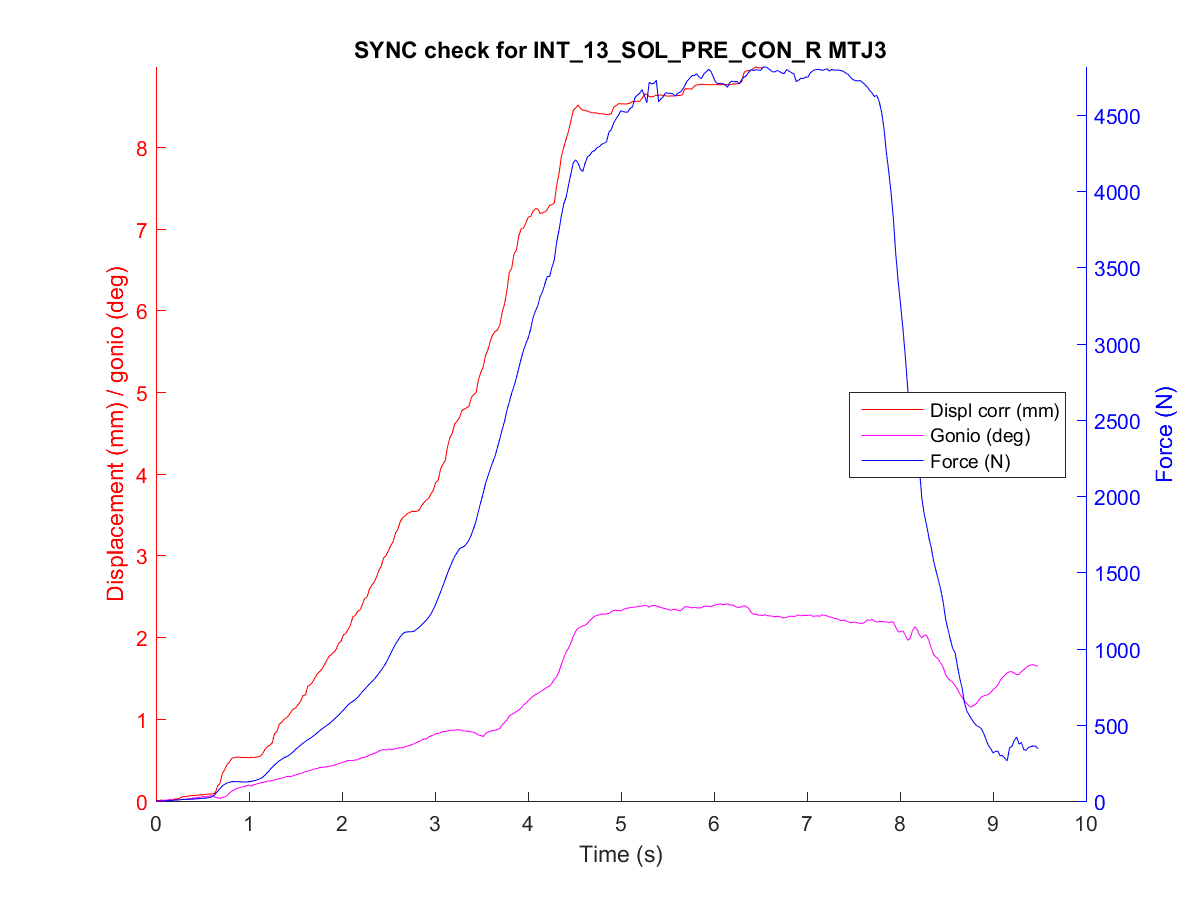 SYNC check for INT_13_SOL_PRE_CON_R MTJ3
Displacement (mm) / gonio (deg)
8
7
6
5
4
3
2
1
0
4500
4000
3500
3000
2500
2000
1500
1000
500
0
Force (N)
Displ corr (mm)
Gonio (deg)
Force (N)
0 1 2 3 4 5 6 7 8 9 10
Time (s)